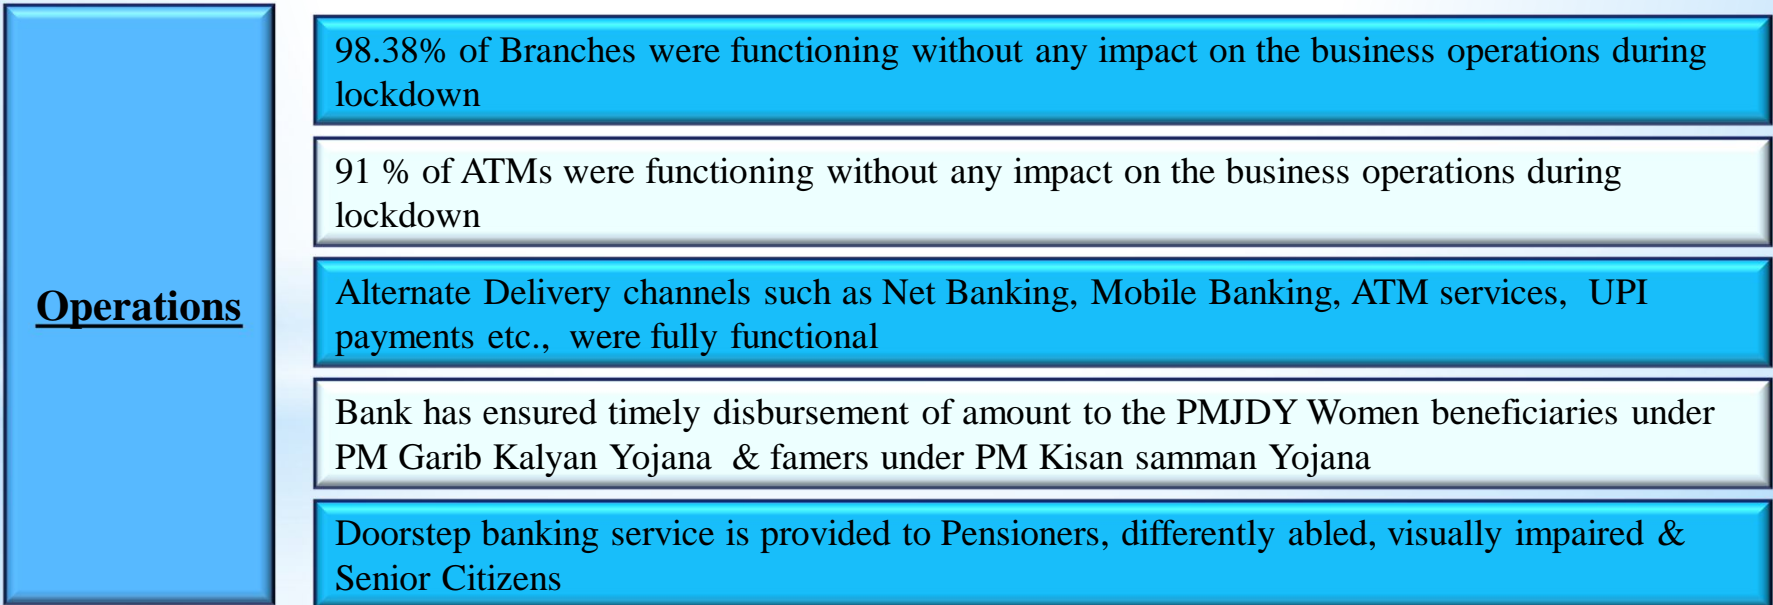 Operations
98.38% of Branches were functioning without any impact on the business operations during
lockdown
91 % of ATMs were functioning without any impact on the business operations during
lockdown
Alternate Delivery channels such as Net Banking, Mobile Banking, ATM services, UPI
payments etc., were fully functional
Bank has ensured timely disbursement of amount to the PMJDY Women beneficiaries under
PM Garib Kalyan Yojana & famers under PM Kisan samman Yojana
Doorstep banking service is provided to Pensioners, differently abled, visually impaired &
Senior Citizens